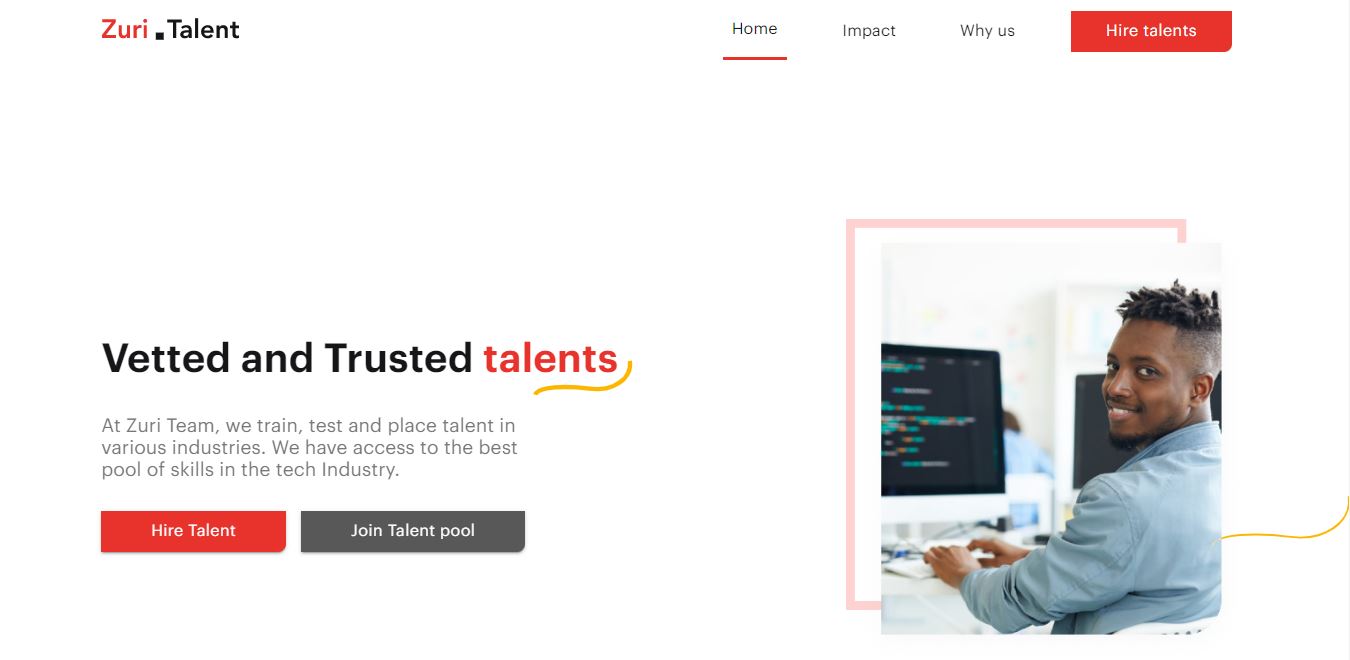 Zuri .Talent
Home
Impact
Why us
Hire talents
Vetted and Trusted talents
At Zuri Team, we train, test and place talent in
various industries. We have access to the best
pool of skills in the tech Industry.
Hire Talent
Join Talent pool